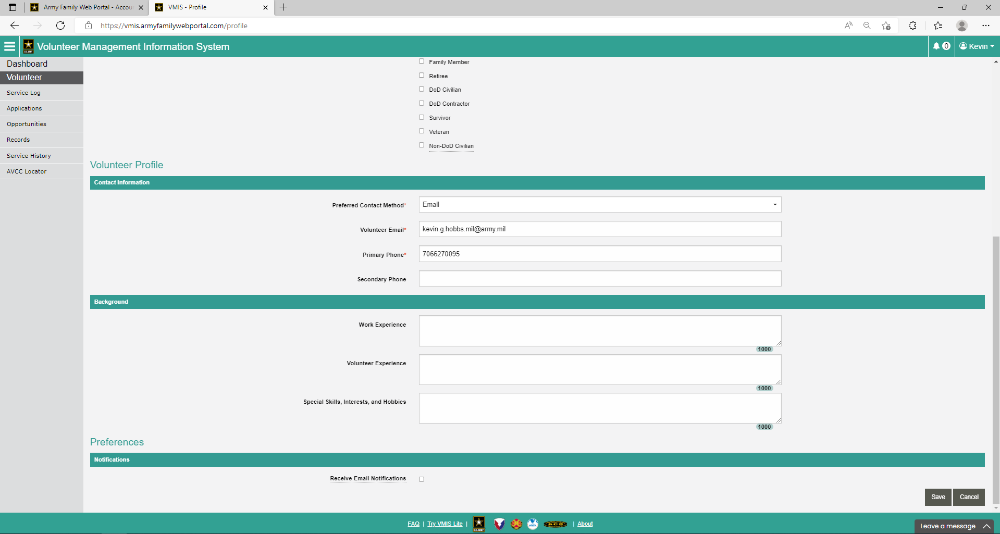 Army Family Web Portal - Accou
VMIS - Profile
https://vmis.armyfamilywebportal.com/profile
Volunteer Management Information System
0
Kevin
Dashboard
Volunteer
Service Log
Applications
Opportunities
Records
Service History
AVCC Locator
Family Member
Retiree
DoD Civilian
DoD Contractor
Survivor
Veteran
Non-DoD Civilian
Volunteer Profile
Contact Information
Preferred Contact Method* Email
Volunteer Email* kevin.g.hobbs.mil@army.mil
Primary Phone* 7066270095
Secondary Phone
Background
Work Experience
1000
Volunteer Experience
1000
Special Skills, Interests, and Hobbies
1000
Preferences
Notifications
Receive Email Notifications
Save Cancel
FAQ | Try VMIS Lite | U.S.ARMY ACS | About
Leave a message